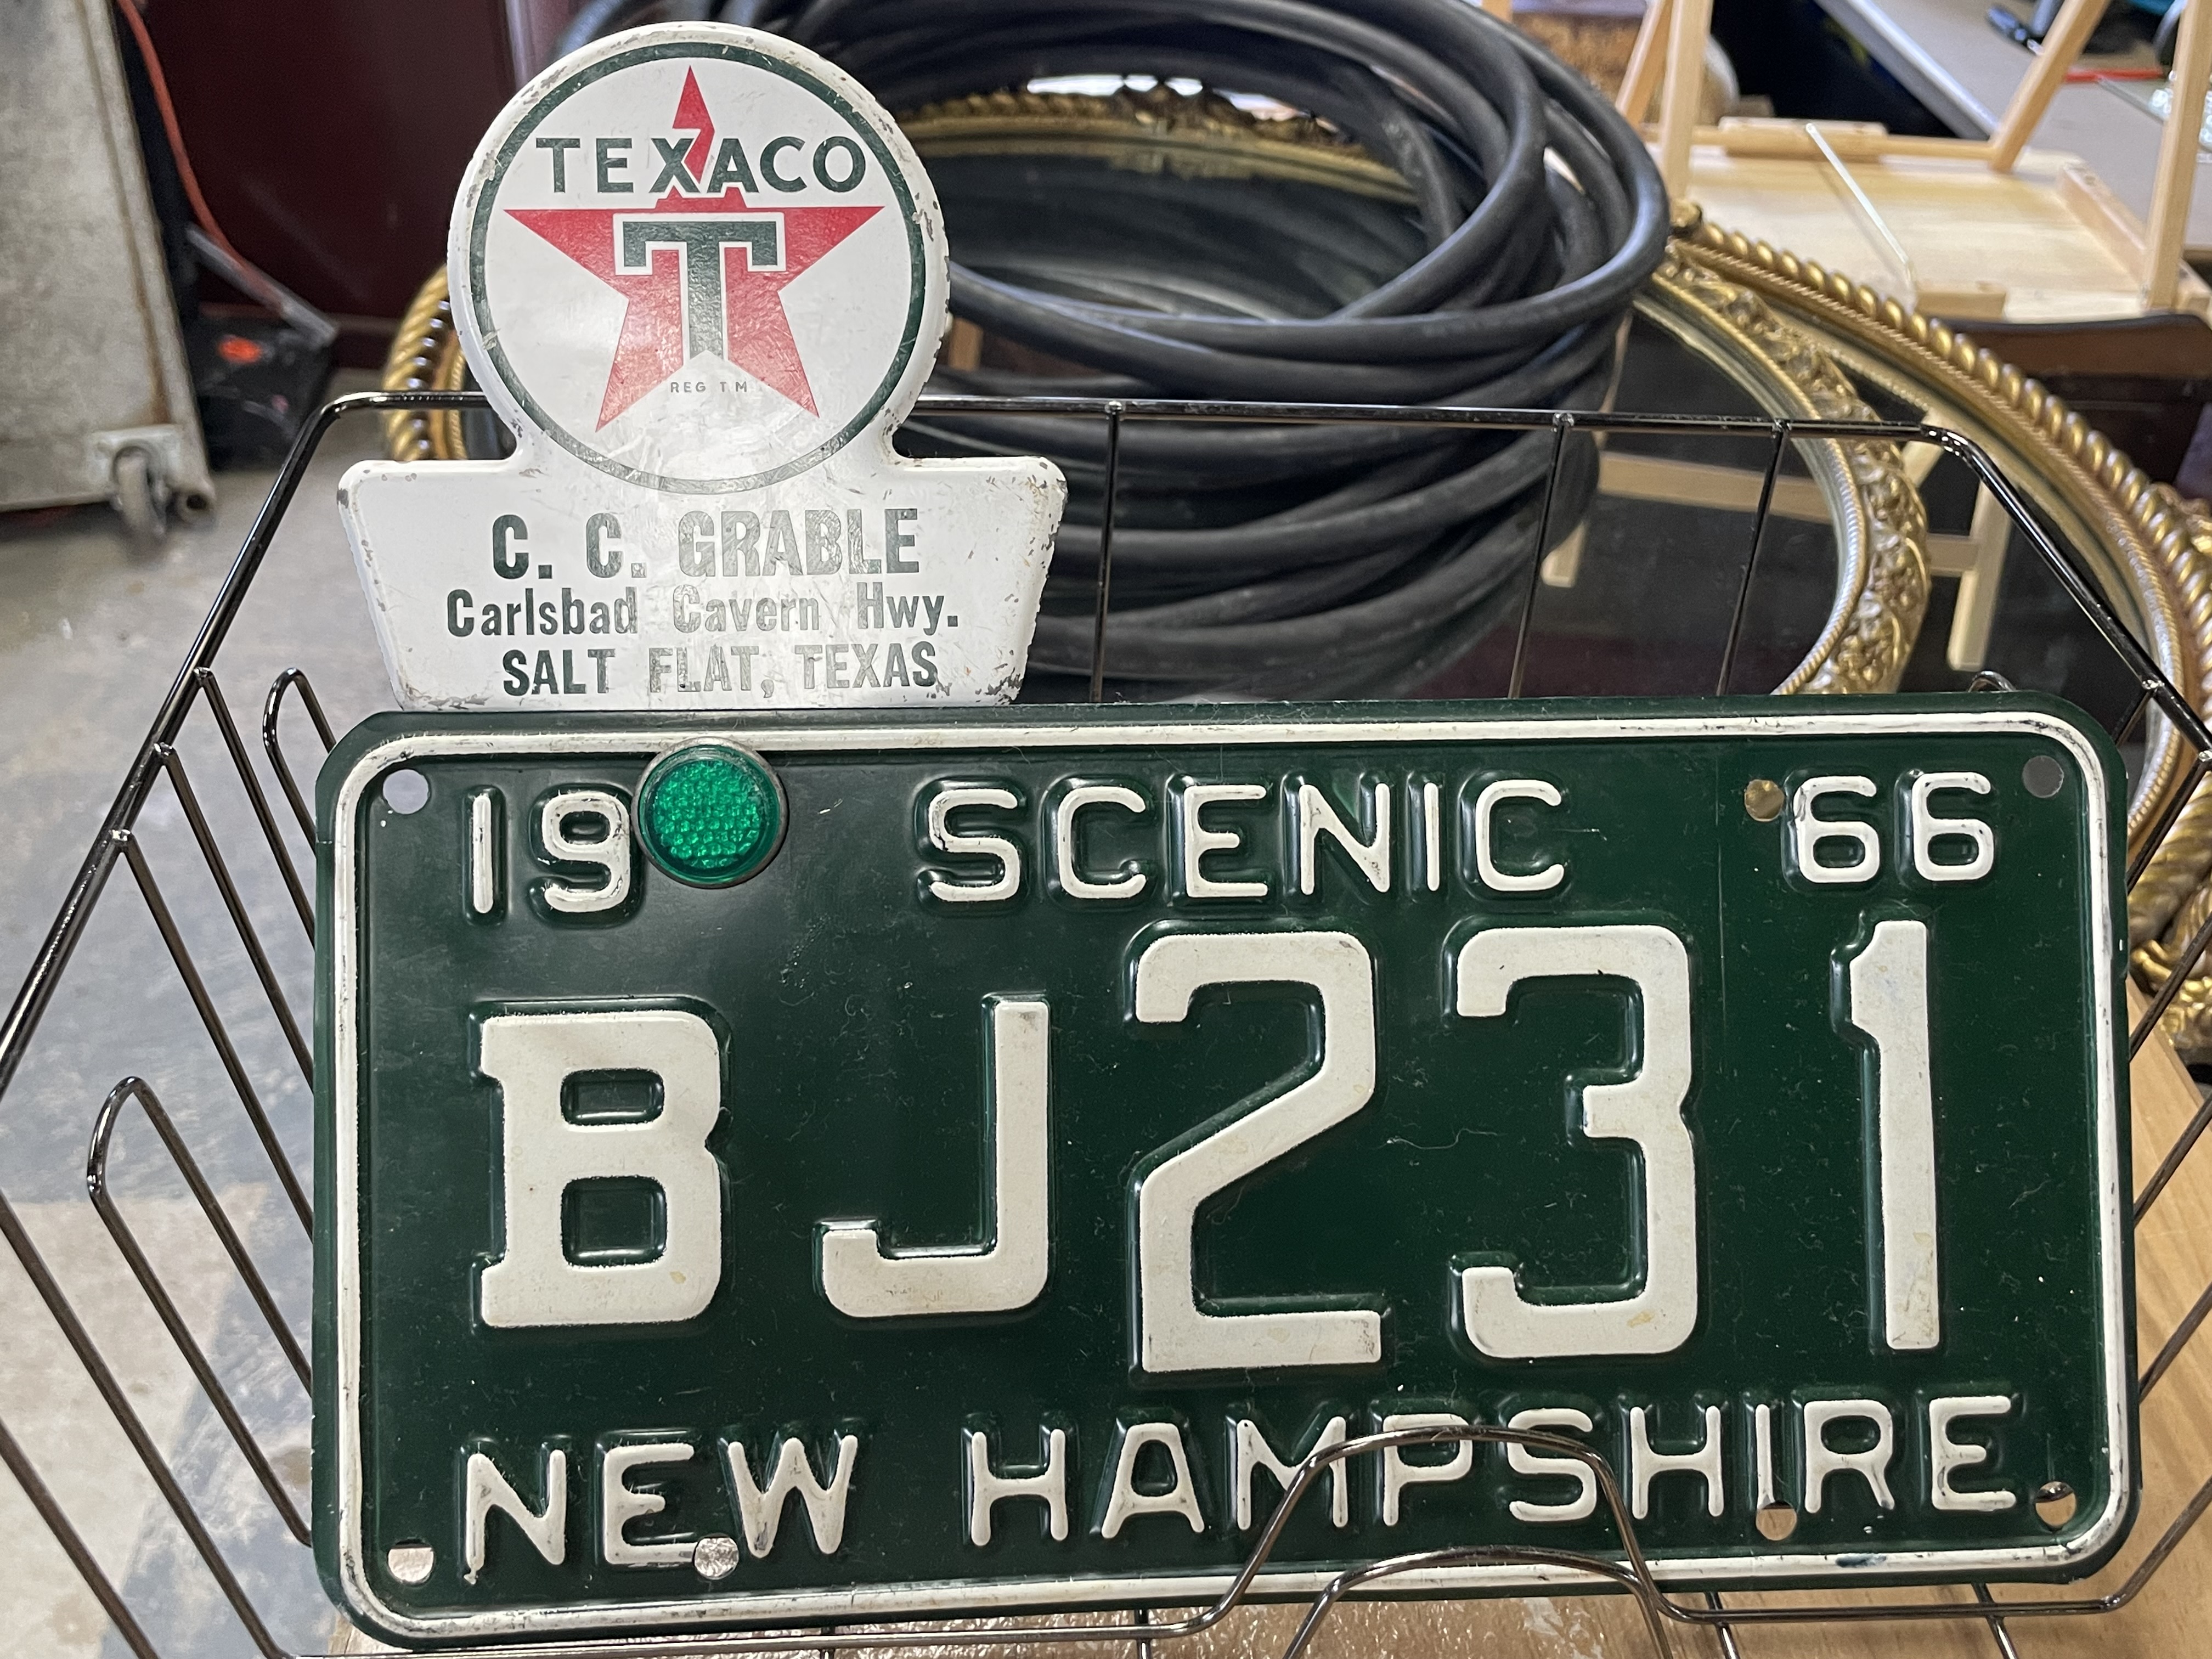 TEXACO
T
REG TM
C. C. GRABLE
Carlsbad Cavern Hwy.
SALT FLAT, TEXAS
19 SCENIC 66
BJ231
NEW HAMPSHIRE